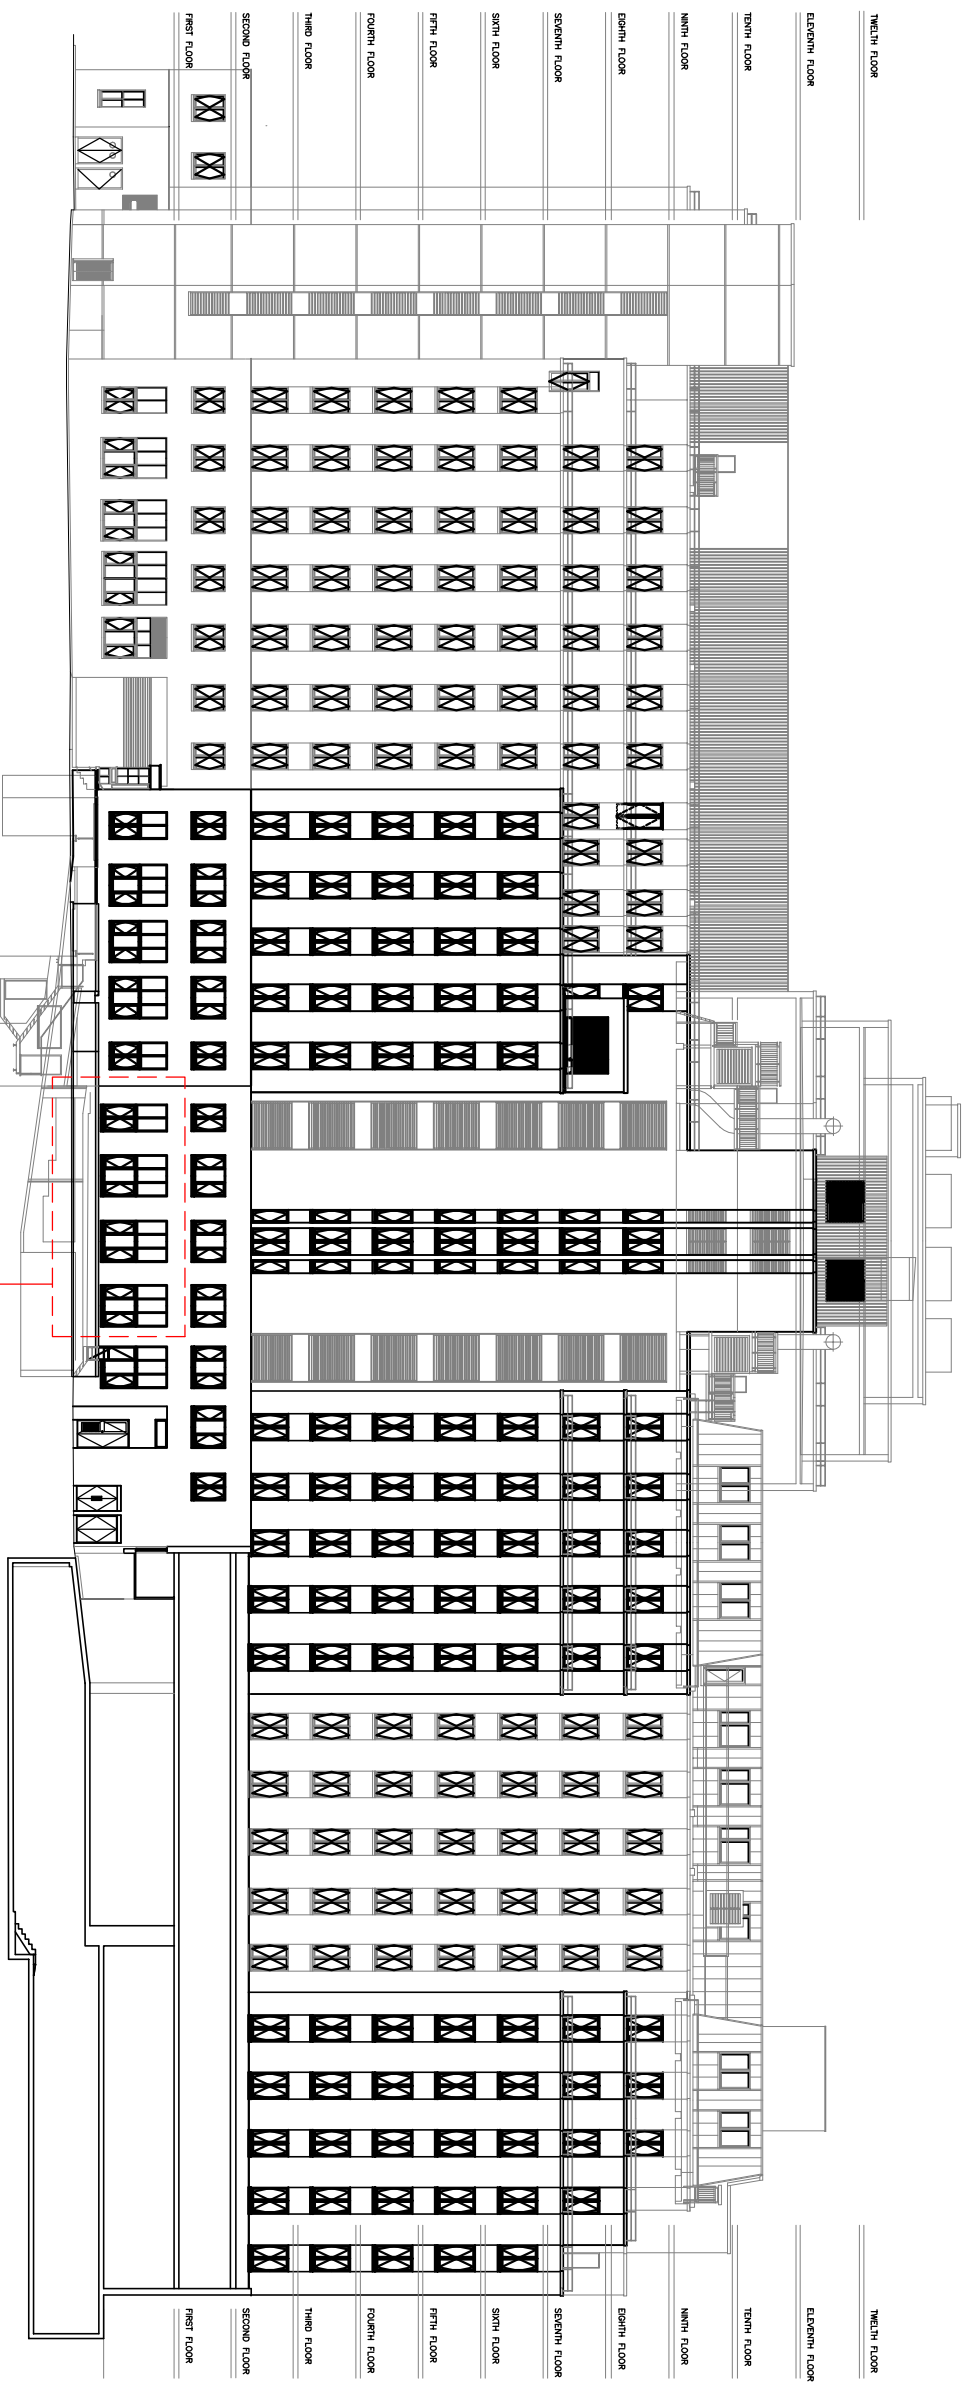 TWELTH FLOOR
ELEVENTH FLOOR
TENTH FLOOR
NINTH FLOOR
EIGHTH FLOOR
SEVENTH FLOOR
SIXTH FLOOR
FIFTH FLOOR
FOURTH FLOOR
THIRD FLOOR
SECOND FLOOR
FIRST FLOOR
TWELTH FLOOR
ELEVENTH FLOOR
TENTH FLOOR
NINTH FLOOR
EIGHTH FLOOR
SEVENTH FLOOR
SIXTH FLOOR
FIFTH FLOOR
FOURTH FLOOR
THIRD FLOOR
SECOND FLOOR
FIRST FLOOR